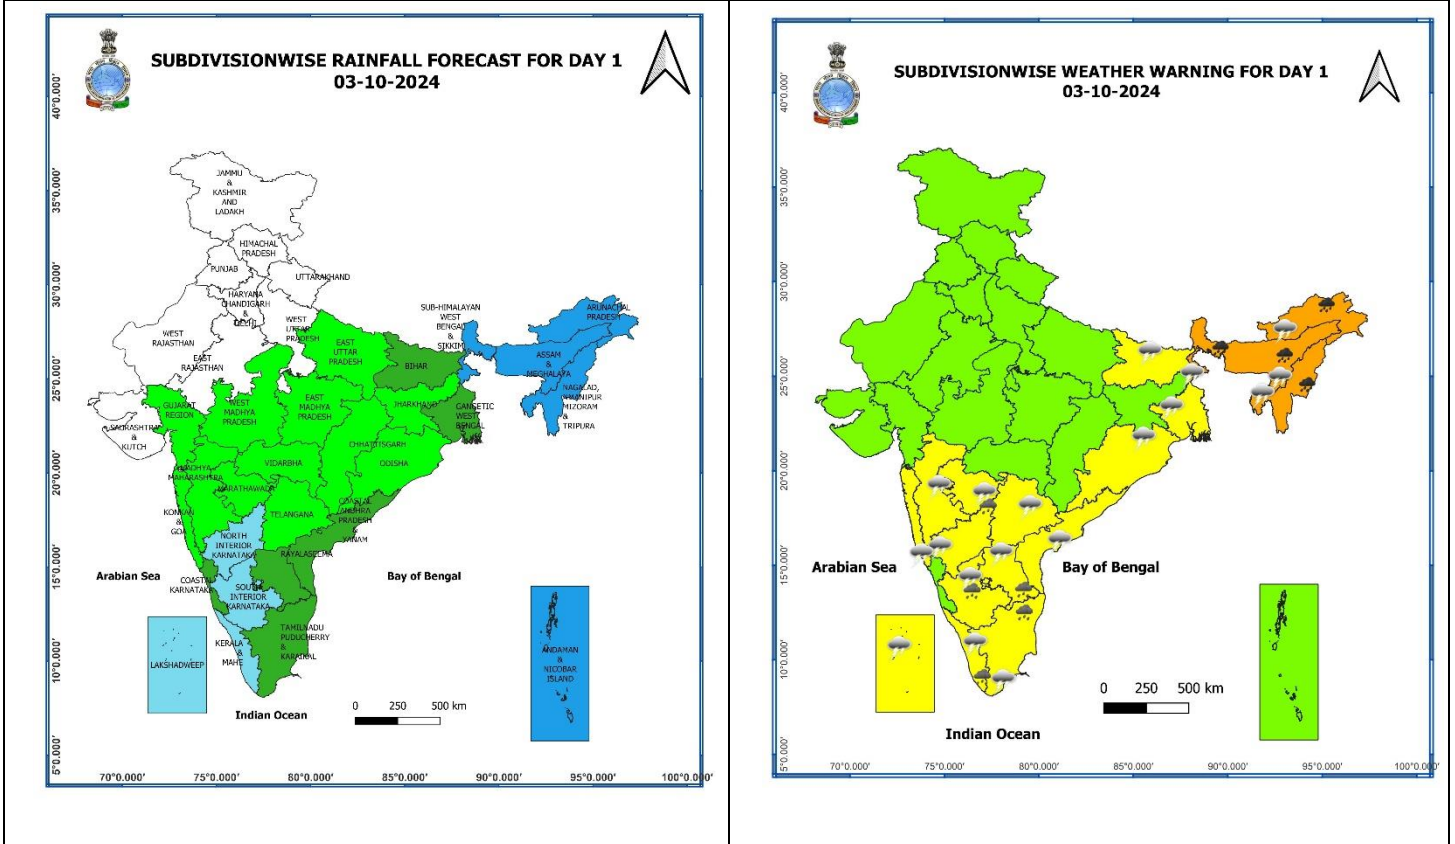 SUBDIVISIONWISE RAINFALL FORECAST FOR DAY 1
03-10-2024
40°0.000'
35°0.000'
30°0.000'
25°0.000'
20°0.000'
15°0.000'
10°0.000'
5°0.000'
JAMMU
&
KASHMIR
AND
LADAKH
HIMACHAL
PRADESH
PUNJAB
UTTARAKHAND
HARYANA
CHANDIGARH
&
DELHI
WEST
RAJASTHAN
EAST
RAJASTHAN
WEST
UTTAR
PRADESH
EAST
UTTAR
PRADESH
SUB-HIMALAYAN
WEST
BENGAL
&
SIKKIM
ARUNACHAL
PRADESH
ASSAM
&
MEGHALAYA
NAGALAD,
MANIPUR
MIZORAM
&
TRIPURA
BIHAR
JHARKHAND
GANGETIC
WEST
BENGAL
GUJARAT
REGION
SAURASHTRA
&
KUTCH
WEST
MADHYA
PRADESH
EAST
MADHYA
PRADESH
CHHATTISGARH
ODISHA
VIDARBHA
MADHYA
MAHARASHTRA
MARATHAWADA
KONKAN
&
GOA
TELANGANA
COASTAL
ANDHRA
PRADESH
&
YANAM
NORTH
INTERIOR
KARNATAKA
RAYALASEEMA
COASTAL
KARNATAKA
SOUTH
INTERIOR
KARNATAKA
TAMILNADU
PUDUCHERRY
&
KARAIKAL
KERALA
&
MAHE
LAKSHADWEEP
ANDAMAN
&
NICOBAR
ISLAND
Arabian Sea
Bay of Bengal
Indian Ocean
0 250 500 km
70°0.000' 75°0.000' 80°0.000' 85°0.000' 90°0.000' 95°0.000' 100°0.000'
SUBDIVISIONWISE WEATHER WARNING FOR DAY 1
03-10-2024
40°0.000'
35°0.000'
30°0.000'
25°0.000'
20°0.000'
15°0.000'
10°0.000'
5°0.000'
Arabian Sea
Bay of Bengal
Indian Ocean
0 250 500 km
70°0.000' 75°0.000' 80°0.000' 85°0.000' 90°0.000' 95°0.000' 100°0.000'